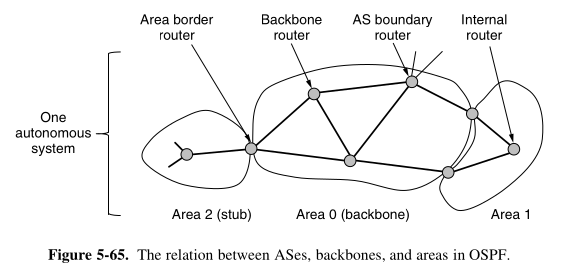 Area border
router
Backbone
router
AS boundary
router
Internal
router
One
autonomous
system
Area 2 (stub)
Area 0 (backbone)
Area 1
Figure 5-65. The relation between ASes, backbones, and areas in OSPF.